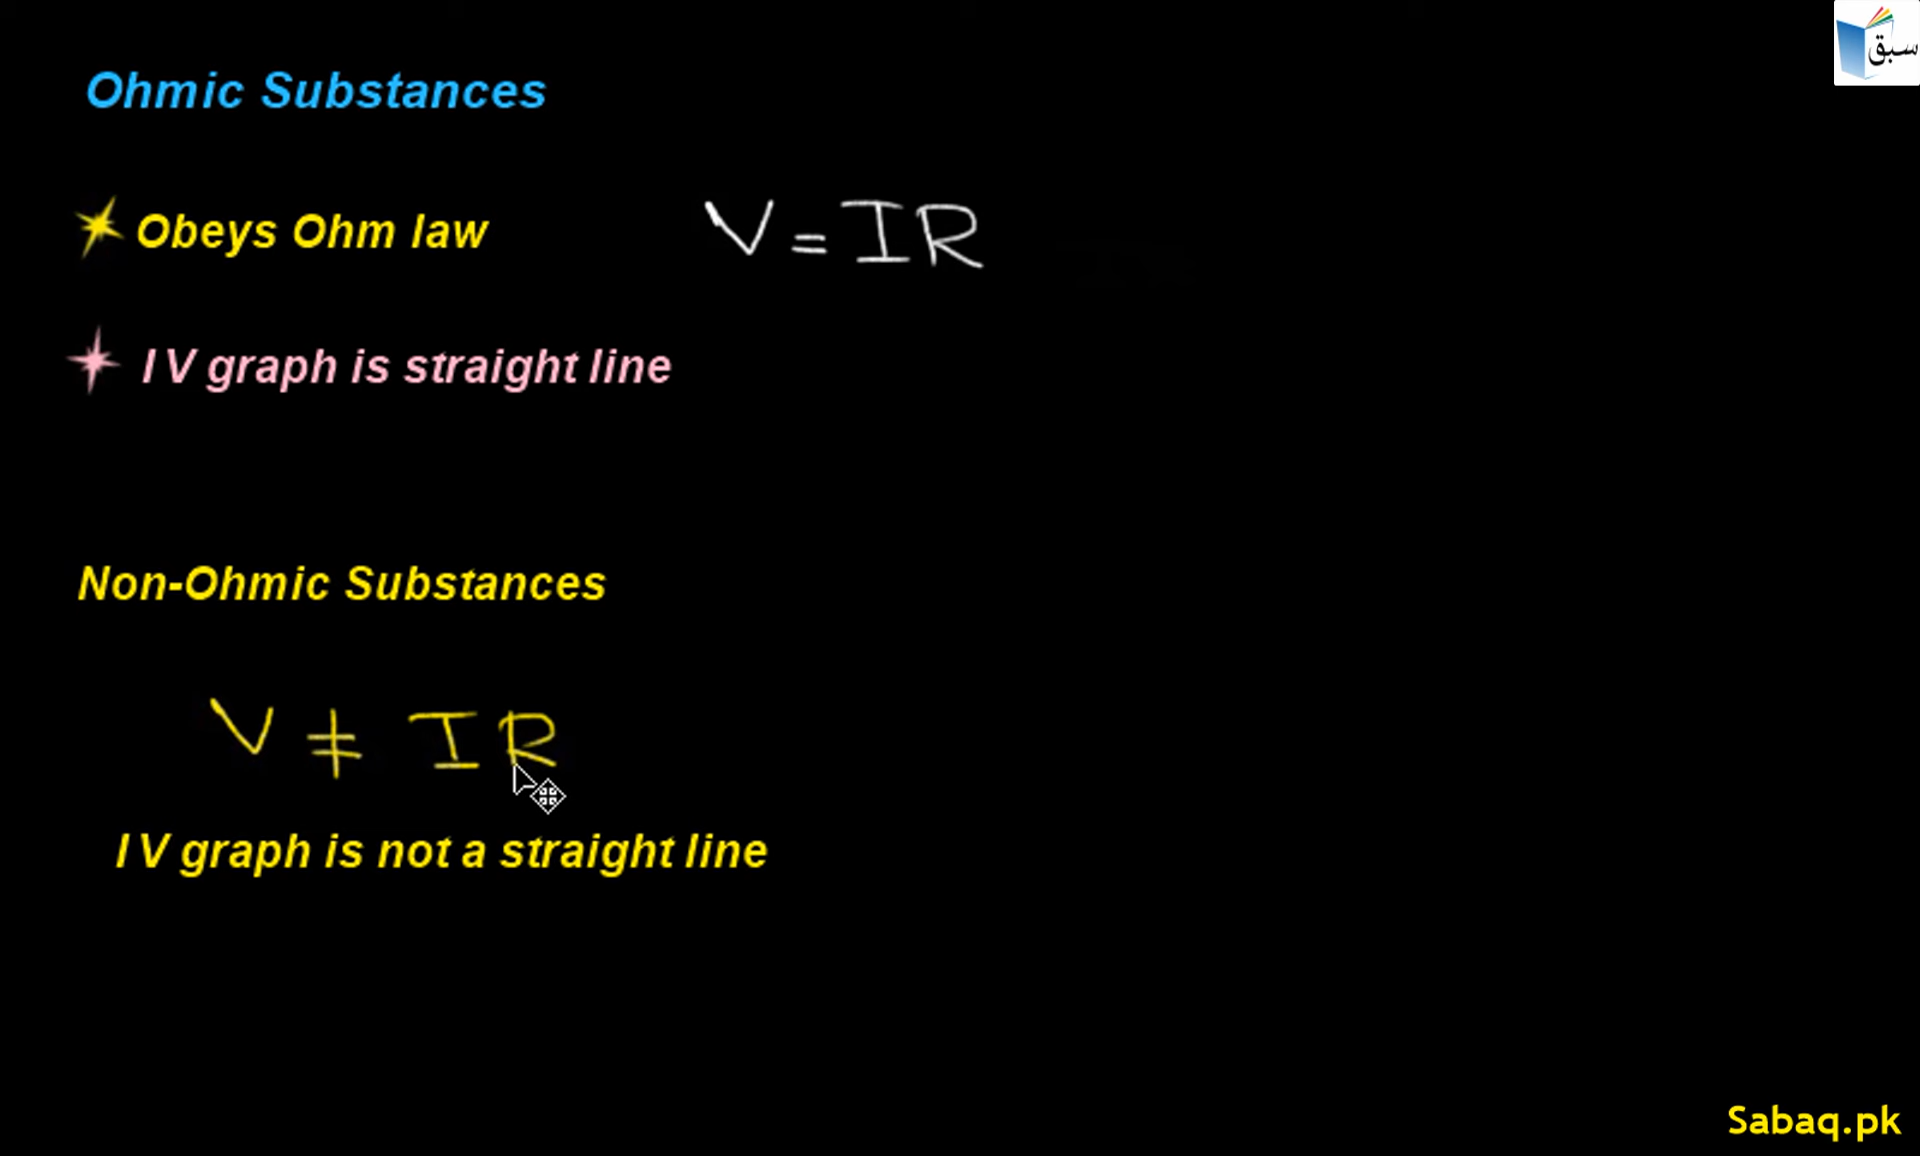 سبق
Ohmic Substances
Obeys Ohm law V = IR
I V graph is straight line
Non-Ohmic Substances
V ≠ IR
I V graph is not a straight line
Sabaq.pk